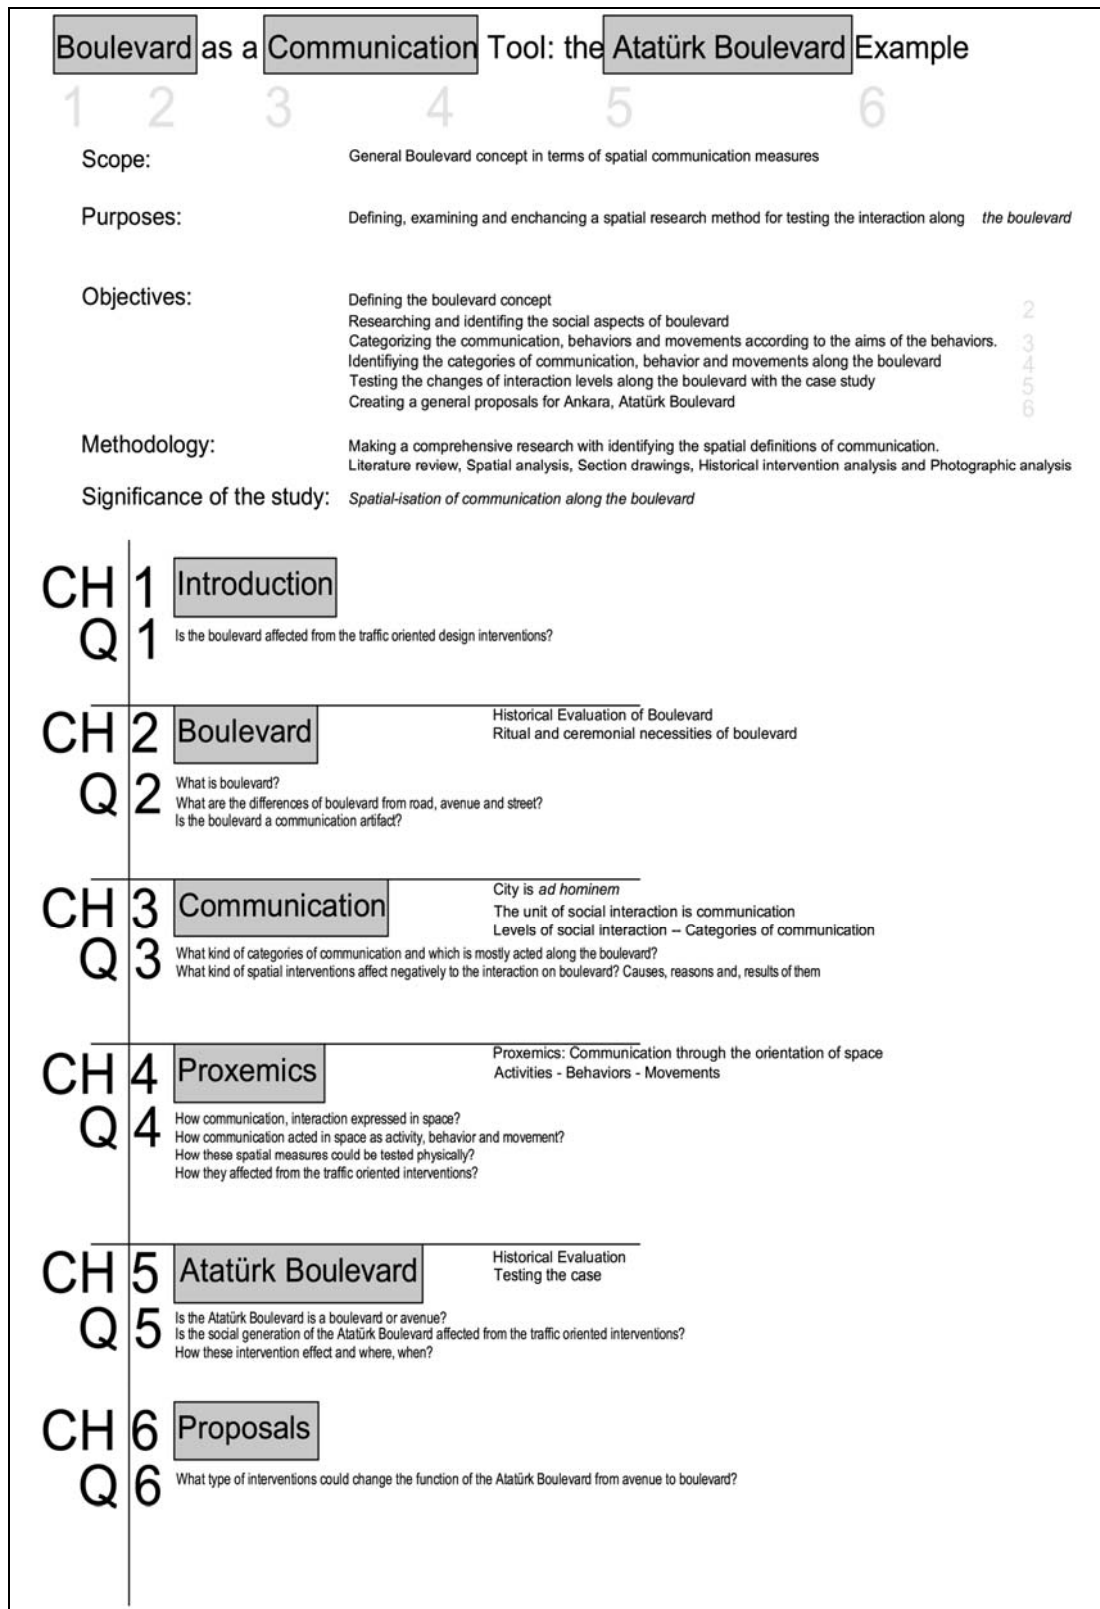 Boulevard as a Communication Tool: the Atatürk Boulevard Example
1 2 3 4 5 6
Scope: General Boulevard concept in terms of spatial communication measures
Purposes: Defining, examining and enchancing a spatial research method for testing the interaction along the boulevard
Objectives: Defining the boulevard concept
Researching and identifing the social aspects of boulevard 2
Categorizing the communication, behaviors and movements according to the aims of the behaviors. 3
Identifiying the categories of communication, behavior and movements along the boulevard 4
Testing the changes of interaction levels along the boulevard with the case study 5
Creating a general proposals for Ankara, Atatürk Boulevard 6
Methodology: Making a comprehensive research with identifying the spatial definitions of communication.
Literature review, Spatial analysis, Section drawings, Historical intervention analysis and Photographic analysis
Significance of the study: Spatial-isation of communication along the boulevard
CH 1 Introduction
Q 1 Is the boulevard affected from the traffic oriented design interventions?
CH 2 Boulevard
Historical Evaluation of Boulevard
Ritual and ceremonial necessities of boulevard
Q 2 What is boulevard?
What are the differences of boulevard from road, avenue and street?
Is the boulevard a communication artifact?
CH 3 Communication
City is ad hominem
The unit of social interaction is communication
Levels of social interaction -- Categories of communication
Q 3 What kind of categories of communication and which is mostly acted along the boulevard?
What kind of spatial interventions affect negatively to the interaction on boulevard? Causes, reasons and, results of them
CH 4 Proxemics
Proxemics: Communication through the orientation of space
Activities - Behaviors - Movements
Q 4 How communication, interaction expressed in space?
How communication acted in space as activity, behavior and movement?
How these spatial measures could be tested physically?
How they affected from the traffic oriented interventions?
CH 5 Atatürk Boulevard
Historical Evaluation
Testing the case
Q 5 Is the Atatürk Boulevard is a boulevard or avenue?
Is the social generation of the Atatürk Boulevard affected from the traffic oriented interventions?
How these intervention effect and where, when?
CH 6 Proposals
Q 6 What type of interventions could change the function of the Atatürk Boulevard from avenue to boulevard?